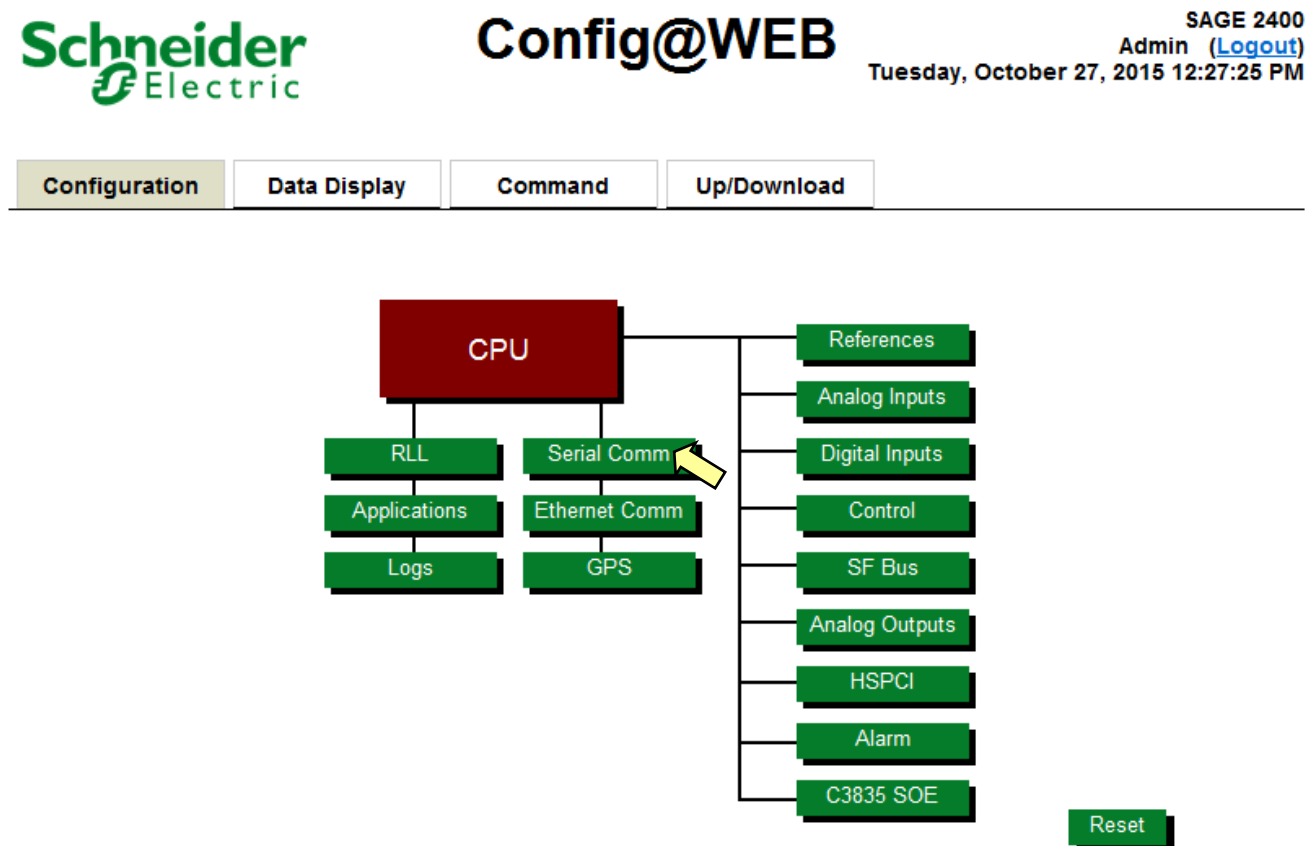 Schneider Electric
Config@WEB
SAGE 2400
Admin (Logout)
Tuesday, October 27, 2015 12:27:25 PM
Configuration
Data Display
Command
Up/Download
CPU
RLL
Applications
Logs
Serial Comm
Ethernet Comm
GPS
References
Analog Inputs
Digital Inputs
Control
SF Bus
Analog Outputs
HSPCI
Alarm
C3835 SOE
Reset